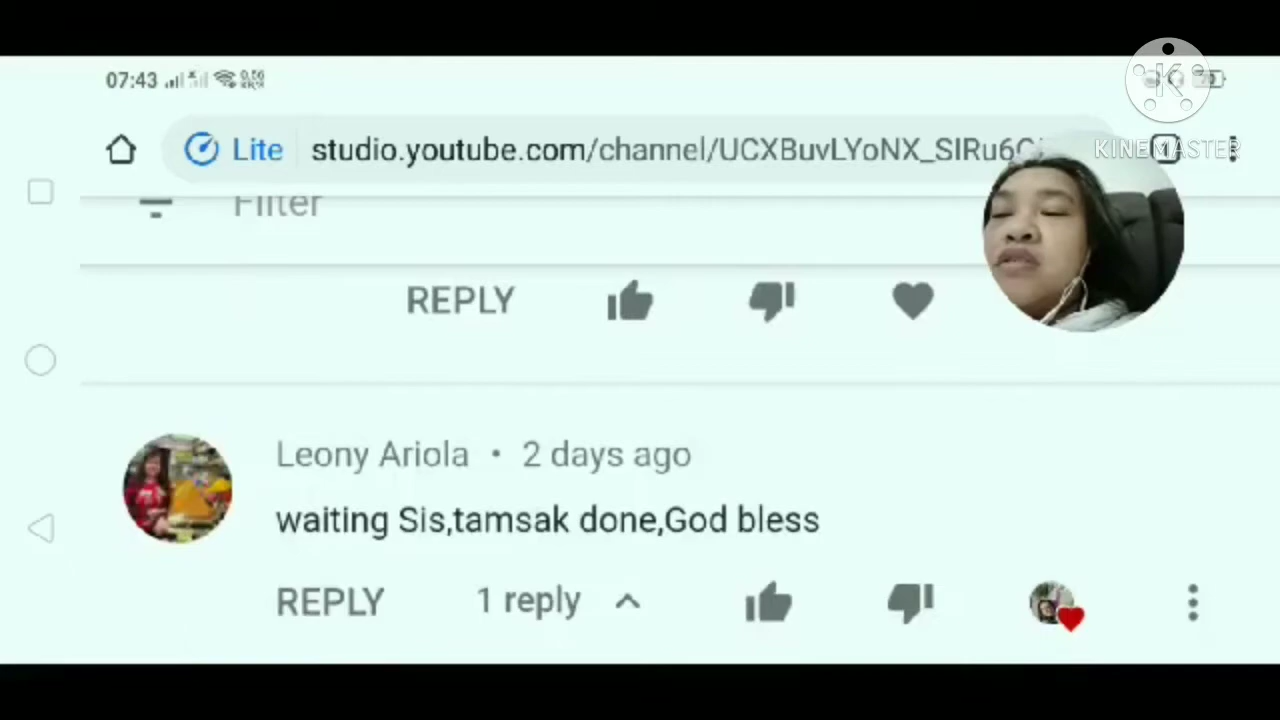 07:43
KINEMASTER
Lite studio.youtube.com/channel/UCXBuvLYoNX_SIRu6
Filter
REPLY
Leony Ariola • 2 days ago
waiting Sis,tamsak done,God bless
REPLY 1 reply